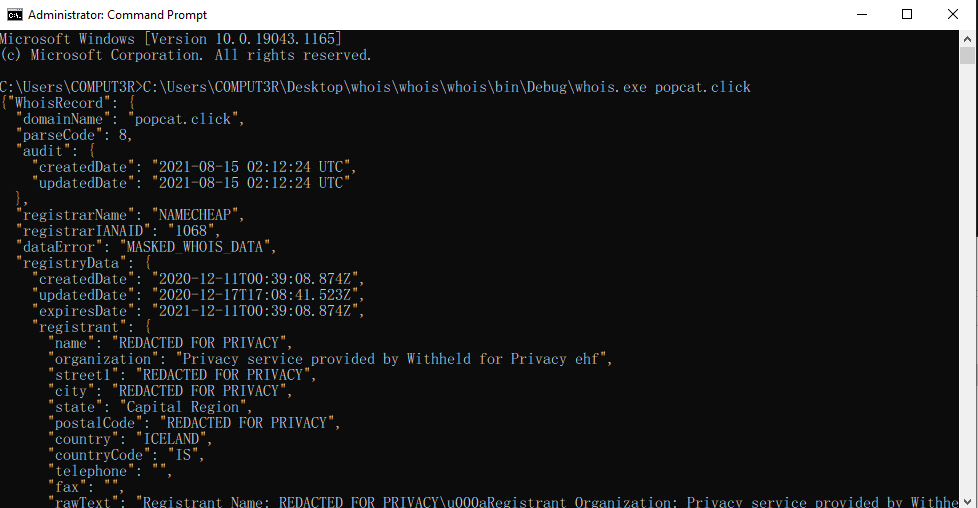 Administrator: Command Prompt
Microsoft Windows [Version 10.0.19043.1165]
(c) Microsoft Corporation. All rights reserved.
C:\Users\COMPUT3R>C:\Users\COMPUT3R\Desktop\whois\whois\whois\bin\Debug\whois.exe popcat.click
{"WhoisRecord": {
"domainName": "popcat.click",
"parseCode": 8,
"audit": {
"createdDate": "2021-08-15 02:12:24 UTC",
"updatedDate": "2021-08-15 02:12:24 UTC"
},
"registrarName": "NAMECHEAP",
"registrarIANAID": "1068",
"dataError": "MASKED_WHOIS_DATA",
"registryData": {
"createdDate": "2020-12-11T00:39:08.874Z",
"updatedDate": "2020-12-17T17:08:41.523Z",
"expiresDate": "2021-12-11T00:39:08.874Z",
"registrant": {
"name": "REDACTED FOR PRIVACY",
"organization": "Privacy service provided by Withheld for Privacy ehf",
"street1": "REDACTED FOR PRIVACY",
"city": "REDACTED FOR PRIVACY",
"state": "Capital Region",
"postalCode": "REDACTED FOR PRIVACY",
"country": "ICELAND",
"countryCode": "IS",
"telephone": "",
"fax": "",
"rawText": "Registrant Name: REDACTED FOR PRIVACY\u000aRegistrant Organization: Privacy service provided by Withhe